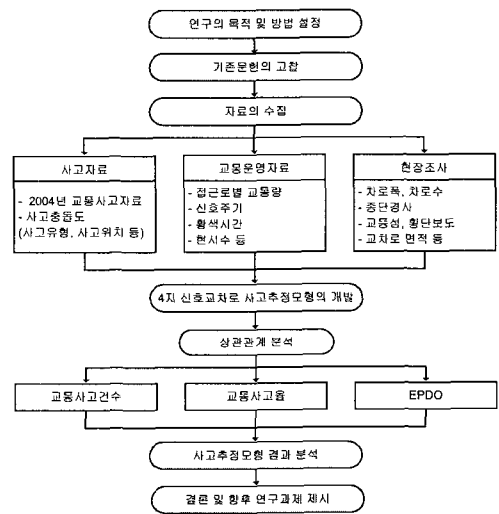 연구의 목적 및 방법 설정
기존문헌의 고찰
자료의 수집
사고자료
- 2004년 교통사고자료
- 사고충돌도
(사고유형, 사고위치 등)
교통운영자료
- 접근로별 교통량
- 신호주기
- 황색시간
- 현시수 등
현장조사
- 차로폭, 차로수
- 종단경사
- 교통섬, 횡단보도
- 교차로 면적 등
4지 신호교차로 사고추정모형의 개발
상관관계 분석
교통사고건수
교통사고율
EPDO
사고추정모형 결과 분석
결론 및 향후 연구과제 제시